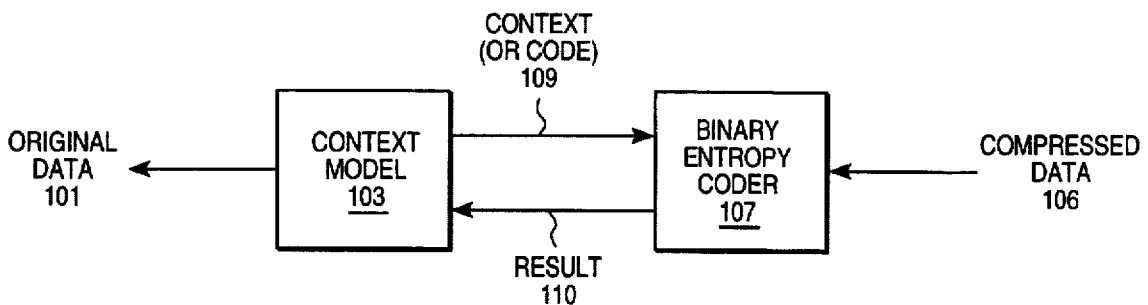 ORIGINAL
DATA
101
CONTEXT
MODEL
103
CONTEXT
(OR CODE)
109
RESULT
110
BINARY
ENTROPY
CODER
107
COMPRESSED
DATA
106